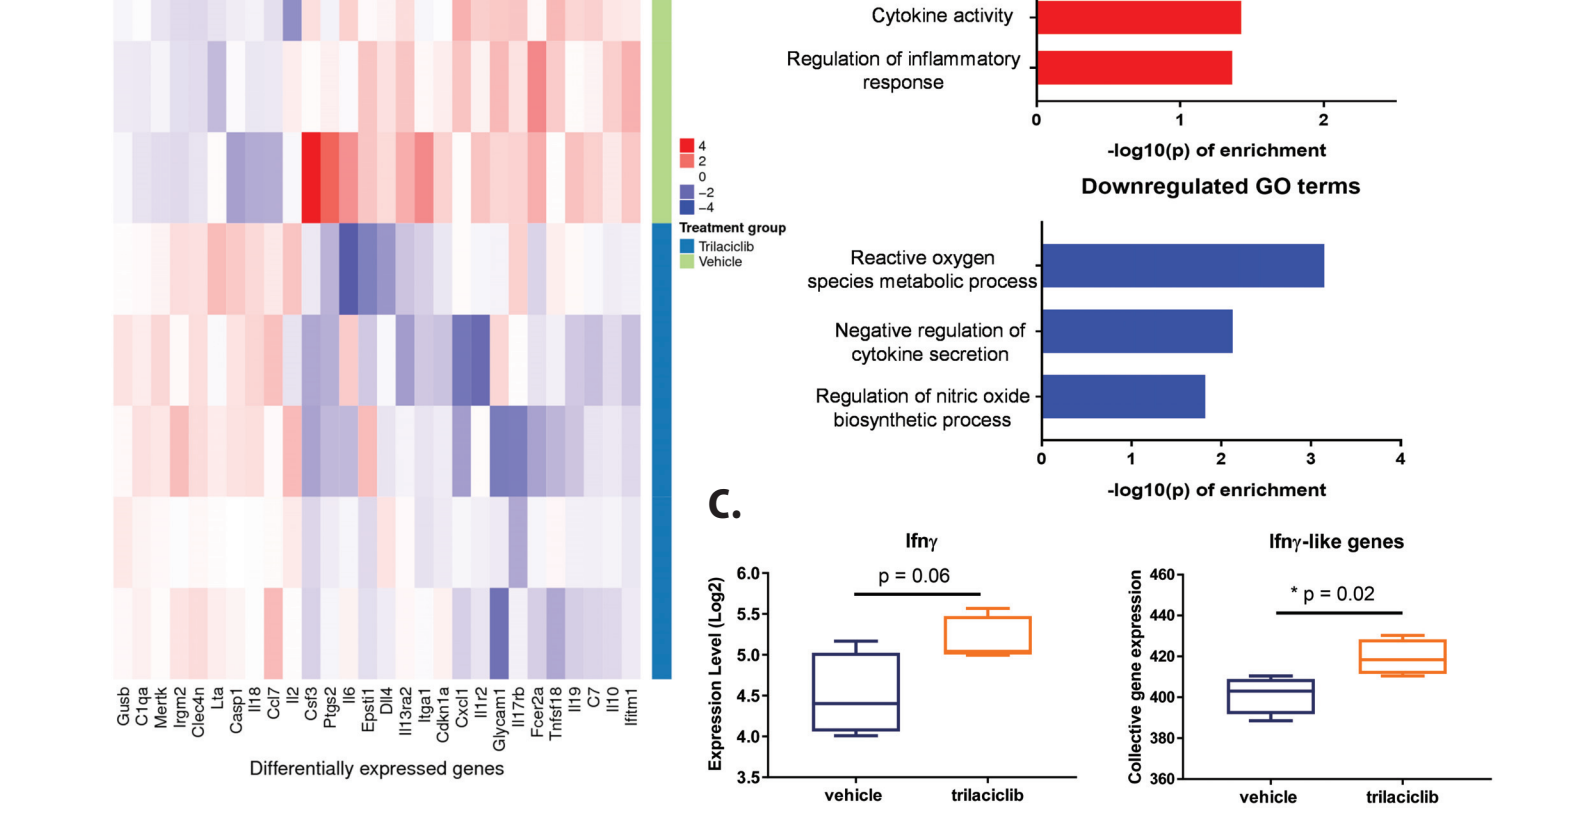 Cytokine activity
Regulation of inflammatory
response
0 1 2
-log10(p) of enrichment
4
2
0
−2
−4
Treatment group
Trilaciclib
Vehicle
Downregulated GO terms
Reactive oxygen
species metabolic process
Negative regulation of
cytokine secretion
Regulation of nitric oxide
biosynthetic process
0 1 2 3 4
-log10(p) of enrichment
Gusb
C1qa
Mertk
Irgm2
Clec4n
Lta
Casp1
Il18
Ccl7
Il2
Csf3
Ptgs2
Il6
Epsti1
Dll4
Il13ra2
Itga1
Cdkn1a
Cxcl1
Il1r2
Glycam1
Il17rb
Fcer2a
Tnfsf18
Il19
C7
Il10
Ifitm1
Differentially expressed genes
C.
Ifnγ
p = 0.06
Expression Level (Log2)
6.0
5.5
5.0
4.5
4.0
3.5
vehicle trilaciclib
Ifnγ-like genes
* p = 0.02
Collective gene expression
460
440
420
400
380
360
vehicle trilaciclib